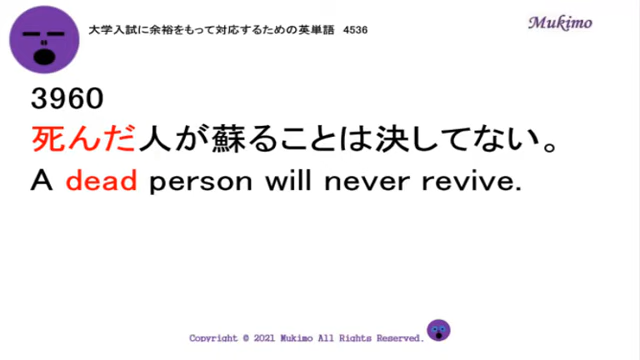 大学入試に余裕をもって対応するための英単語 4536
Mukimo
3960
死んだ人が蘇ることは決してない。
A dead person will never revive.
Copyright © 2021 Mukimo All Rights Reserved.